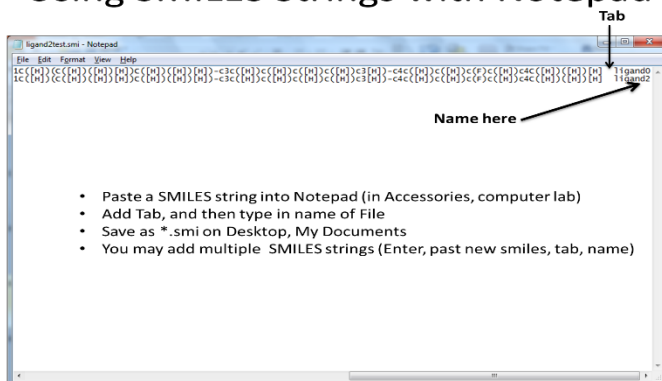 Using SMILES Strings with Notepad
Tab
ligand2test.smi - Notepad
File Edit Format View Help
ligand0
ligand2
Name here
• Paste a SMILES string into Notepad (in Accessories, computer lab)
• Add Tab, and then type in name of File
• Save as *.smi on Desktop, My Documents
• You may add multiple SMILES strings (Enter, past new smiles, tab, name)